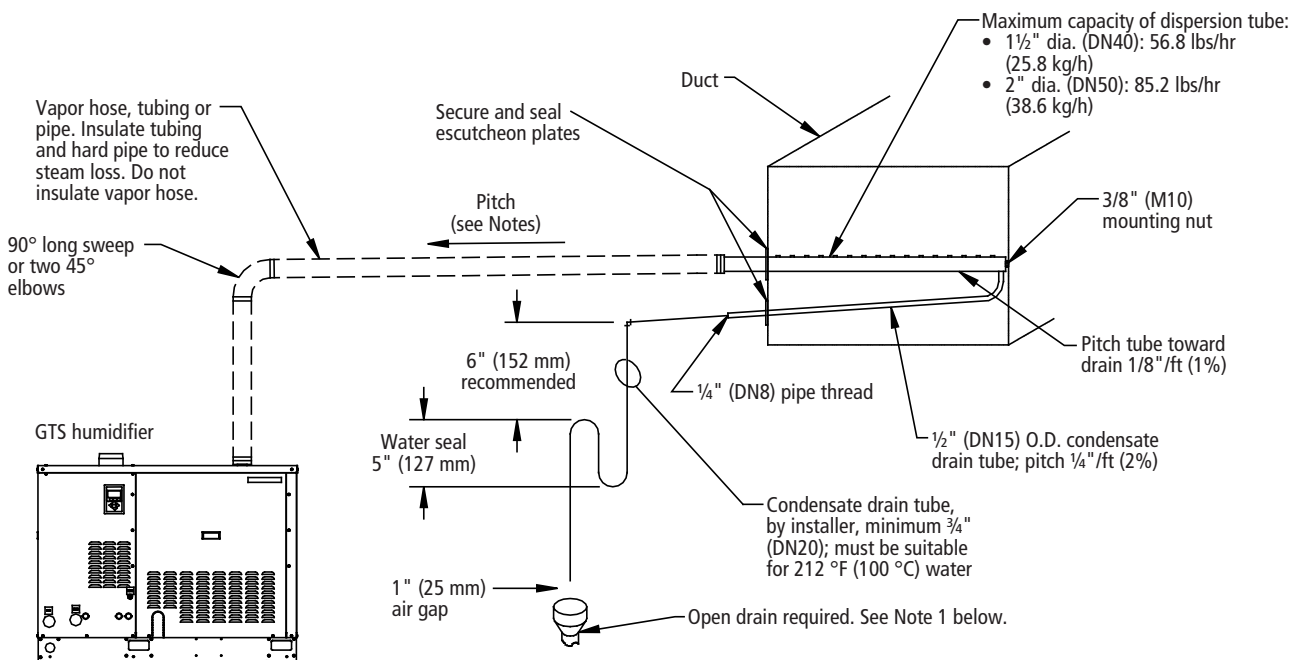 Maximum capacity of dispersion tube:
• 1½" dia. (DN40): 56.8 lbs/hr
(25.8 kg/h)
• 2" dia. (DN50): 85.2 lbs/hr
(38.6 kg/h)
Duct
Vapor hose, tubing or
pipe. Insulate tubing
and hard pipe to reduce
steam loss. Do not
insulate vapor hose.
Secure and seal
escutcheon plates
Pitch
(see Notes)
3/8" (M10)
mounting nut
90° long sweep
or two 45°
elbows
6" (152 mm)
recommended
Pitch tube toward
drain 1/8"/ft (1%)
¼" (DN8) pipe thread
GTS humidifier
Water seal
5" (127 mm)
½" (DN15) O.D. condensate
drain tube; pitch ¼"/ft (2%)
Condensate drain tube,
by installer, minimum ¾"
(DN20); must be suitable
for 212 °F (100 °C) water
1" (25 mm)
air gap
Open drain required. See Note 1 below.